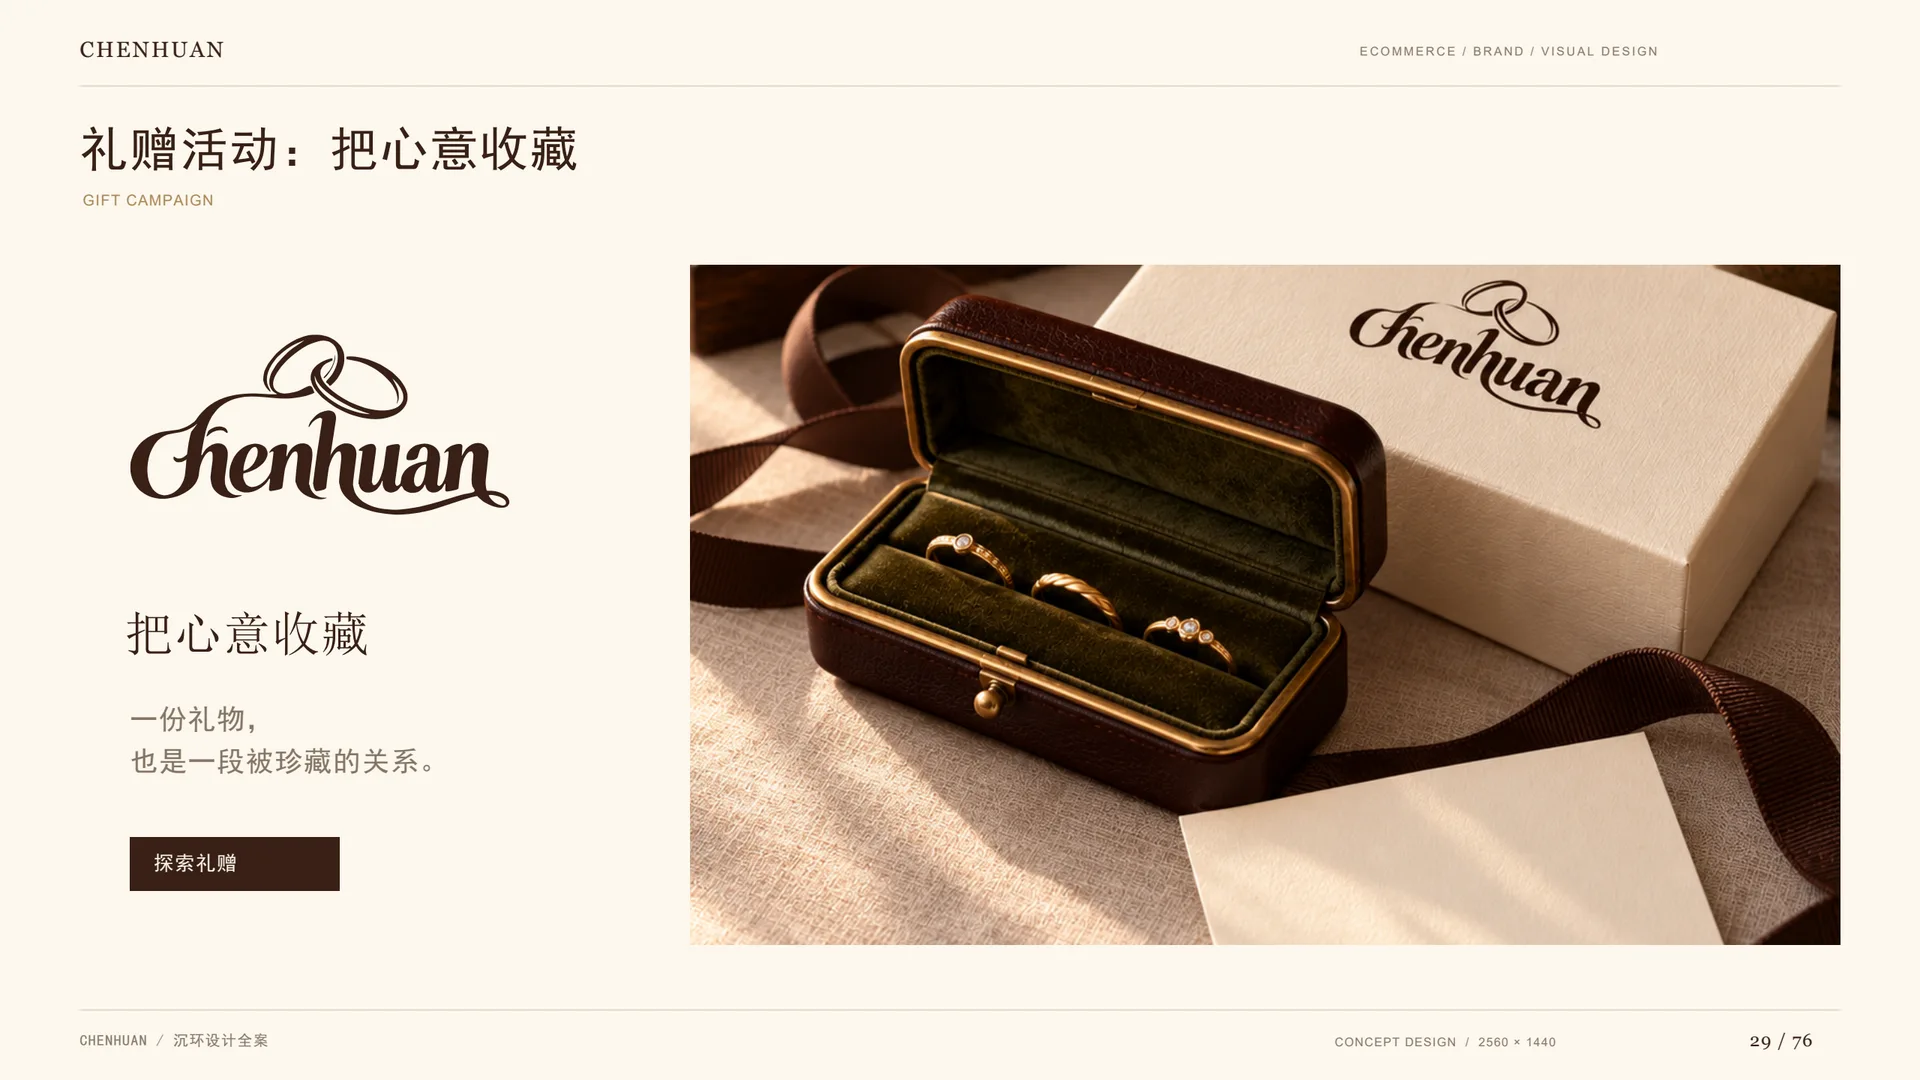 CHENHUAN
ECOMMERCE / BRAND / VISUAL DESIGN
礼赠活动：把心意收藏
GIFT CAMPAIGN
Chenhuan
Chenhuan
把心意收藏
一份礼物，
也是一段被珍藏的关系。
探索礼赠
CHENHUAN / 沉环设计全案
CONCEPT DESIGN / 2560 × 1440
29 / 76